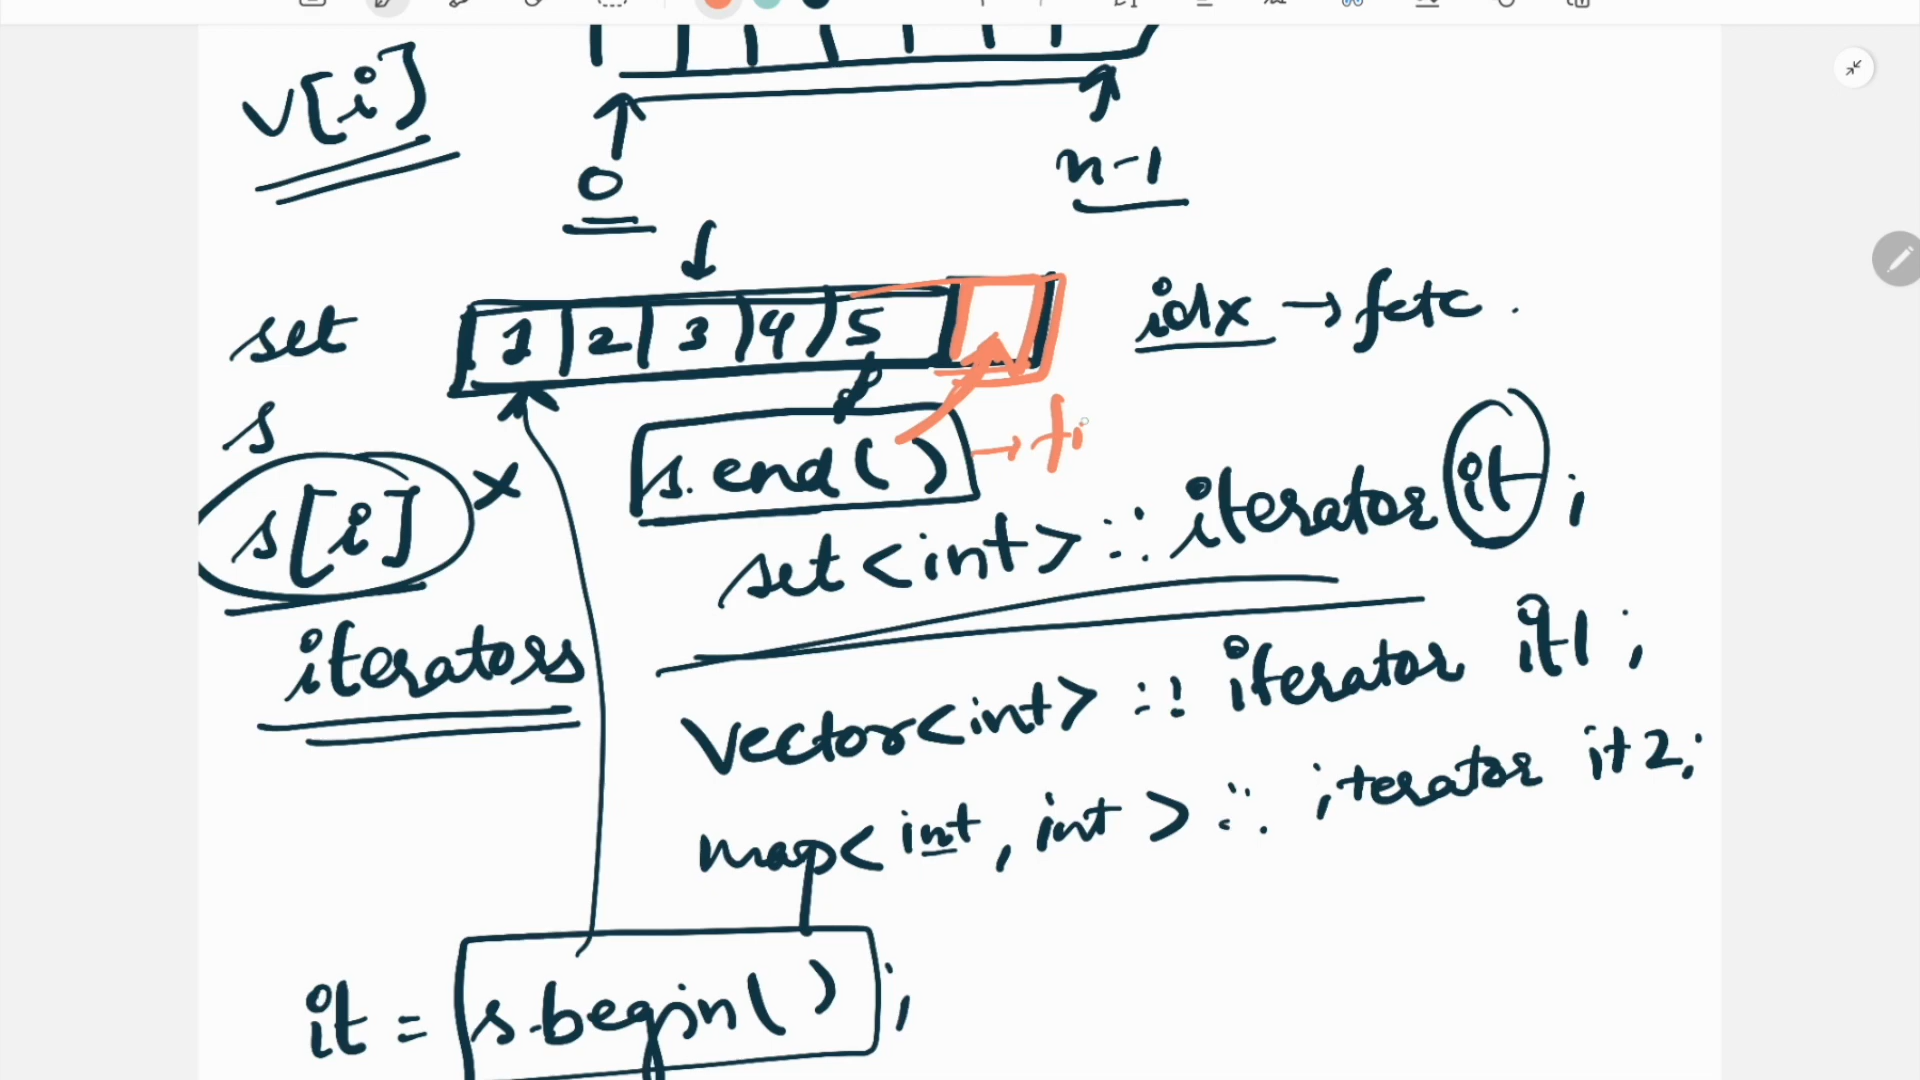 v[i]
0
n-1
set
1 2 3 4 5
idx → fetc .
s
s.end() → fi
s[i] x
set<int> :: iterator it ;
iterators
vector<int> :: iterator it1 ;
map<int, int> :: iterator it2;
it = s.begin() ;